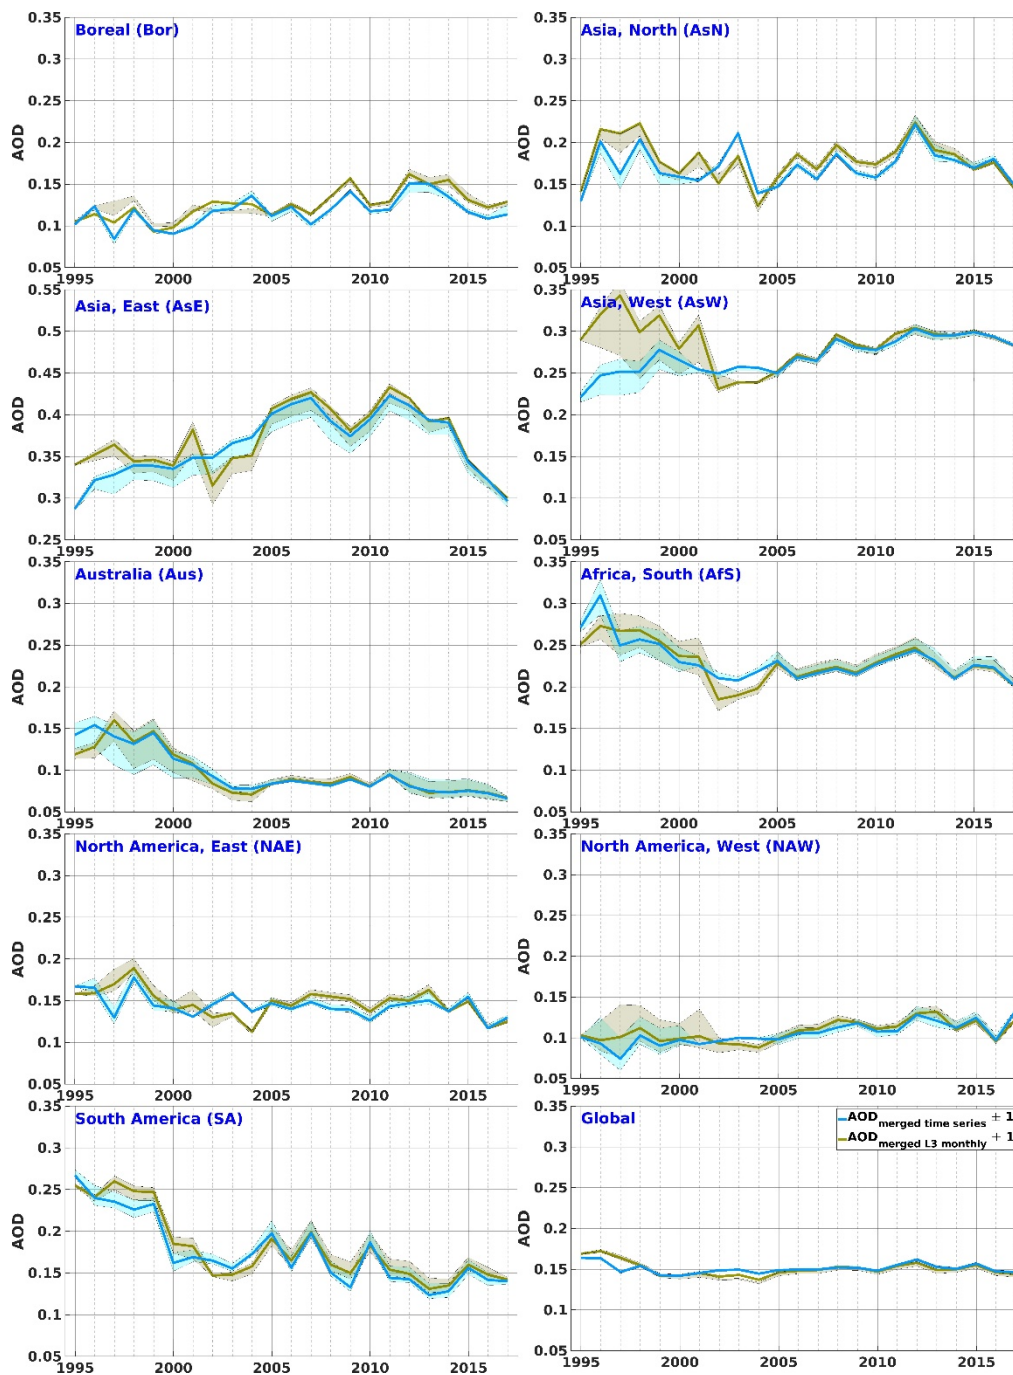 Boreal (Bor)
AOD
0.35
0.3
0.25
0.2
0.15
0.1
0.05
1995 2000 2005 2010 2015
Asia, North (AsN)
AOD
0.35
0.3
0.25
0.2
0.15
0.1
0.05
1995 2000 2005 2010 2015
Asia, East (AsE)
AOD
0.55
0.5
0.45
0.4
0.35
0.3
0.25
1995 2000 2005 2010 2015
Asia, West (AsW)
AOD
0.35
0.3
0.25
0.2
0.15
0.1
0.05
1995 2000 2005 2010 2015
Australia (Aus)
AOD
0.35
0.3
0.25
0.2
0.15
0.1
0.05
1995 2000 2005 2010 2015
Africa, South (AfS)
AOD
0.35
0.3
0.25
0.2
0.15
0.1
0.05
1995 2000 2005 2010 2015
North America, East (NAE)
AOD
0.35
0.3
0.25
0.2
0.15
0.1
0.05
1995 2000 2005 2010 2015
North America, West (NAW)
AOD
0.35
0.3
0.25
0.2
0.15
0.1
0.05
1995 2000 2005 2010 2015
South America (SA)
AOD
0.35
0.3
0.25
0.2
0.15
0.1
0.05
1995 2000 2005 2010 2015
Global
AOD merged time series ± 1
AOD merged L3 monthly ± 1
AOD
0.35
0.3
0.25
0.2
0.15
0.1
0.05
1995 2000 2005 2010 2015